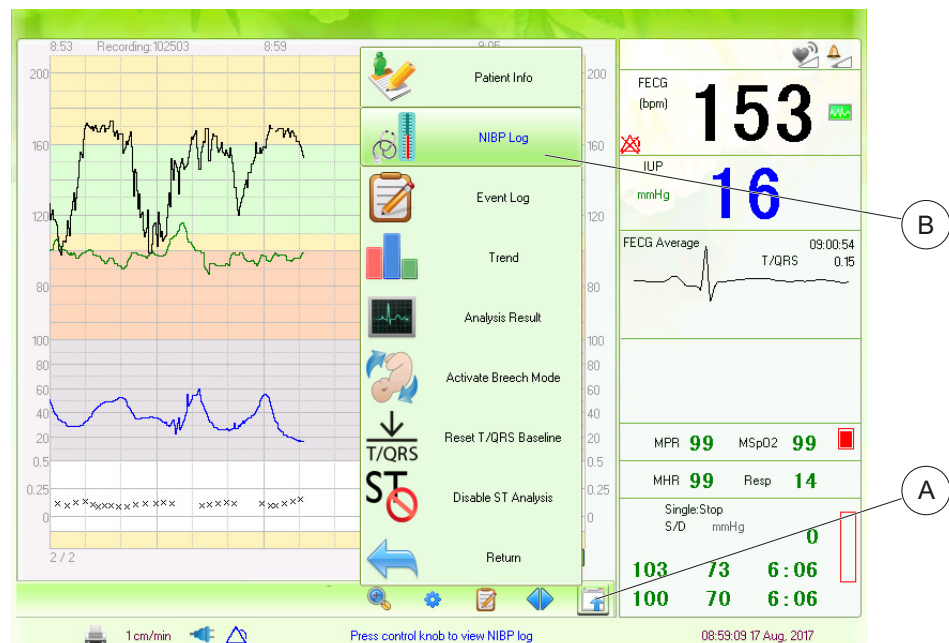 8:53 Recording:102503 8:59 9:05
200 200
160 160
120 120
80 80
100 100
80 80
60 60
40 40
20 20
0.5 0.5
0.25 0.25
0 0
2 / 2
Patient Info
NIBP Log
Event Log
Trend
Analysis Result
Activate Breech Mode
T/QRS Reset T/QRS Baseline
ST Disable ST Analysis
Return
FECG
(bpm) 153
IUP
mmHg 16
FECG Average 09:00:54
T/QRS 0.15
MPR 99 MSpO2 99
MHR 99 Resp 14
Single:Stop
S/D mmHg 0
103 73 6:06
100 70 6:06
B
A
1 cm/min Press control knob to view NIBP log 08:59:09 17 Aug, 2017